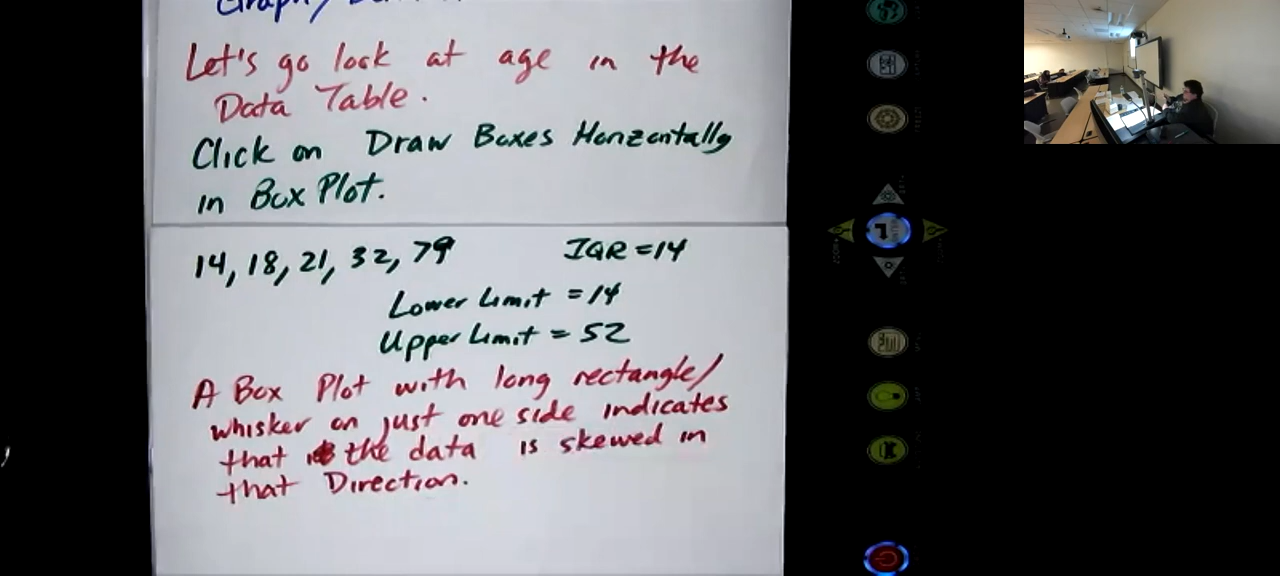 Let's go look at age in the
Data Table.
Click on Draw Boxes Horizontally
in Box Plot.
14, 18, 21, 32, 79 IQR = 14
Lower Limit = 14
Upper Limit = 52
A Box Plot with long rectangle/
whisker on just one side indicates
that the data is skewed in
that Direction.